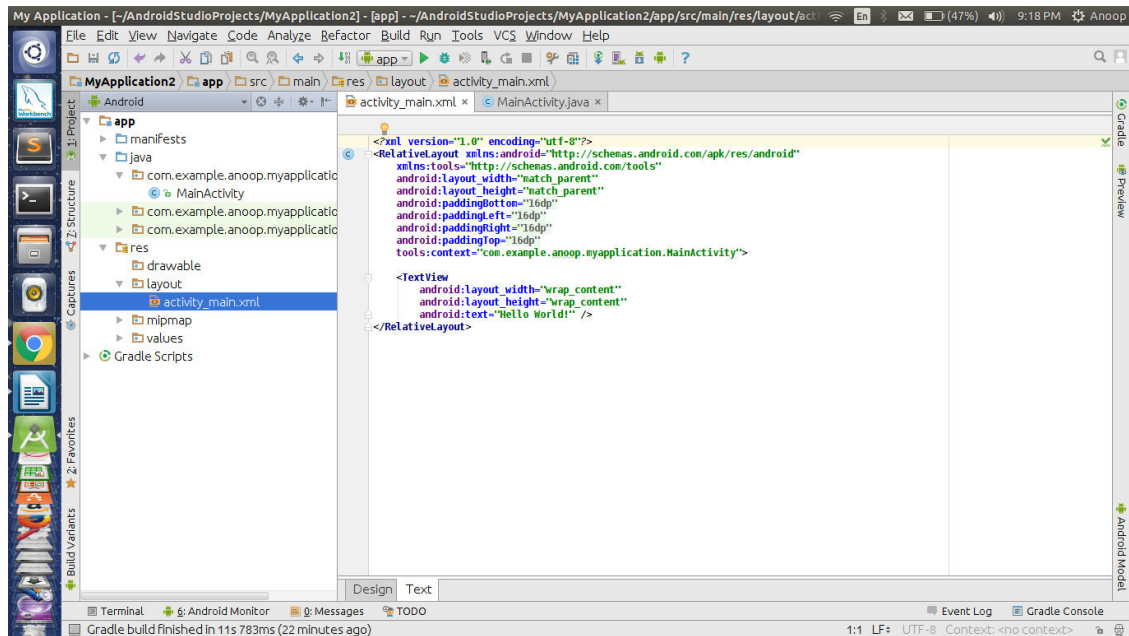 My Application - [~/AndroidStudioProjects/MyApplication2] - [app] - ~/AndroidStudioProjects/MyApplication2/app/src/main/res/layout/acti En (47%) 9:18 PM Anoop
File Edit View Navigate Code Analyze Refactor Build Run Tools VCS Window Help
app
MyApplication2 app src main res layout activity_main.xml
Android activity_main.xml MainActivity.java
app
manifests
java
com.example.anoop.myapplicatio
MainActivity
com.example.anoop.myapplicatio
com.example.anoop.myapplicatio
res
drawable
layout
activity_main.xml
mipmap
values
Gradle Scripts
<?xml version="1.0" encoding="utf-8"?>
<RelativeLayout xmlns:android="http://schemas.android.com/apk/res/android"
xmlns:tools="http://schemas.android.com/tools"
android:layout_width="match_parent"
android:layout_height="match_parent"
android:paddingBottom="16dp"
android:paddingLeft="16dp"
android:paddingRight="16dp"
android:paddingTop="16dp"
tools:context="com.example.anoop.myapplication.MainActivity">
<TextView
android:layout_width="wrap_content"
android:layout_height="wrap_content"
android:text="Hello World!" />
</RelativeLayout>
1: Project
7: Structure
Captures
2: Favorites
Build Variants
Gradle
Preview
Android Model
MySQL
Workbench
Design Text
Terminal 6: Android Monitor 0: Messages TODO Event Log Gradle Console
Gradle build finished in 11s 783ms (22 minutes ago) 1:1 LF UTF-8 Context: <no context>